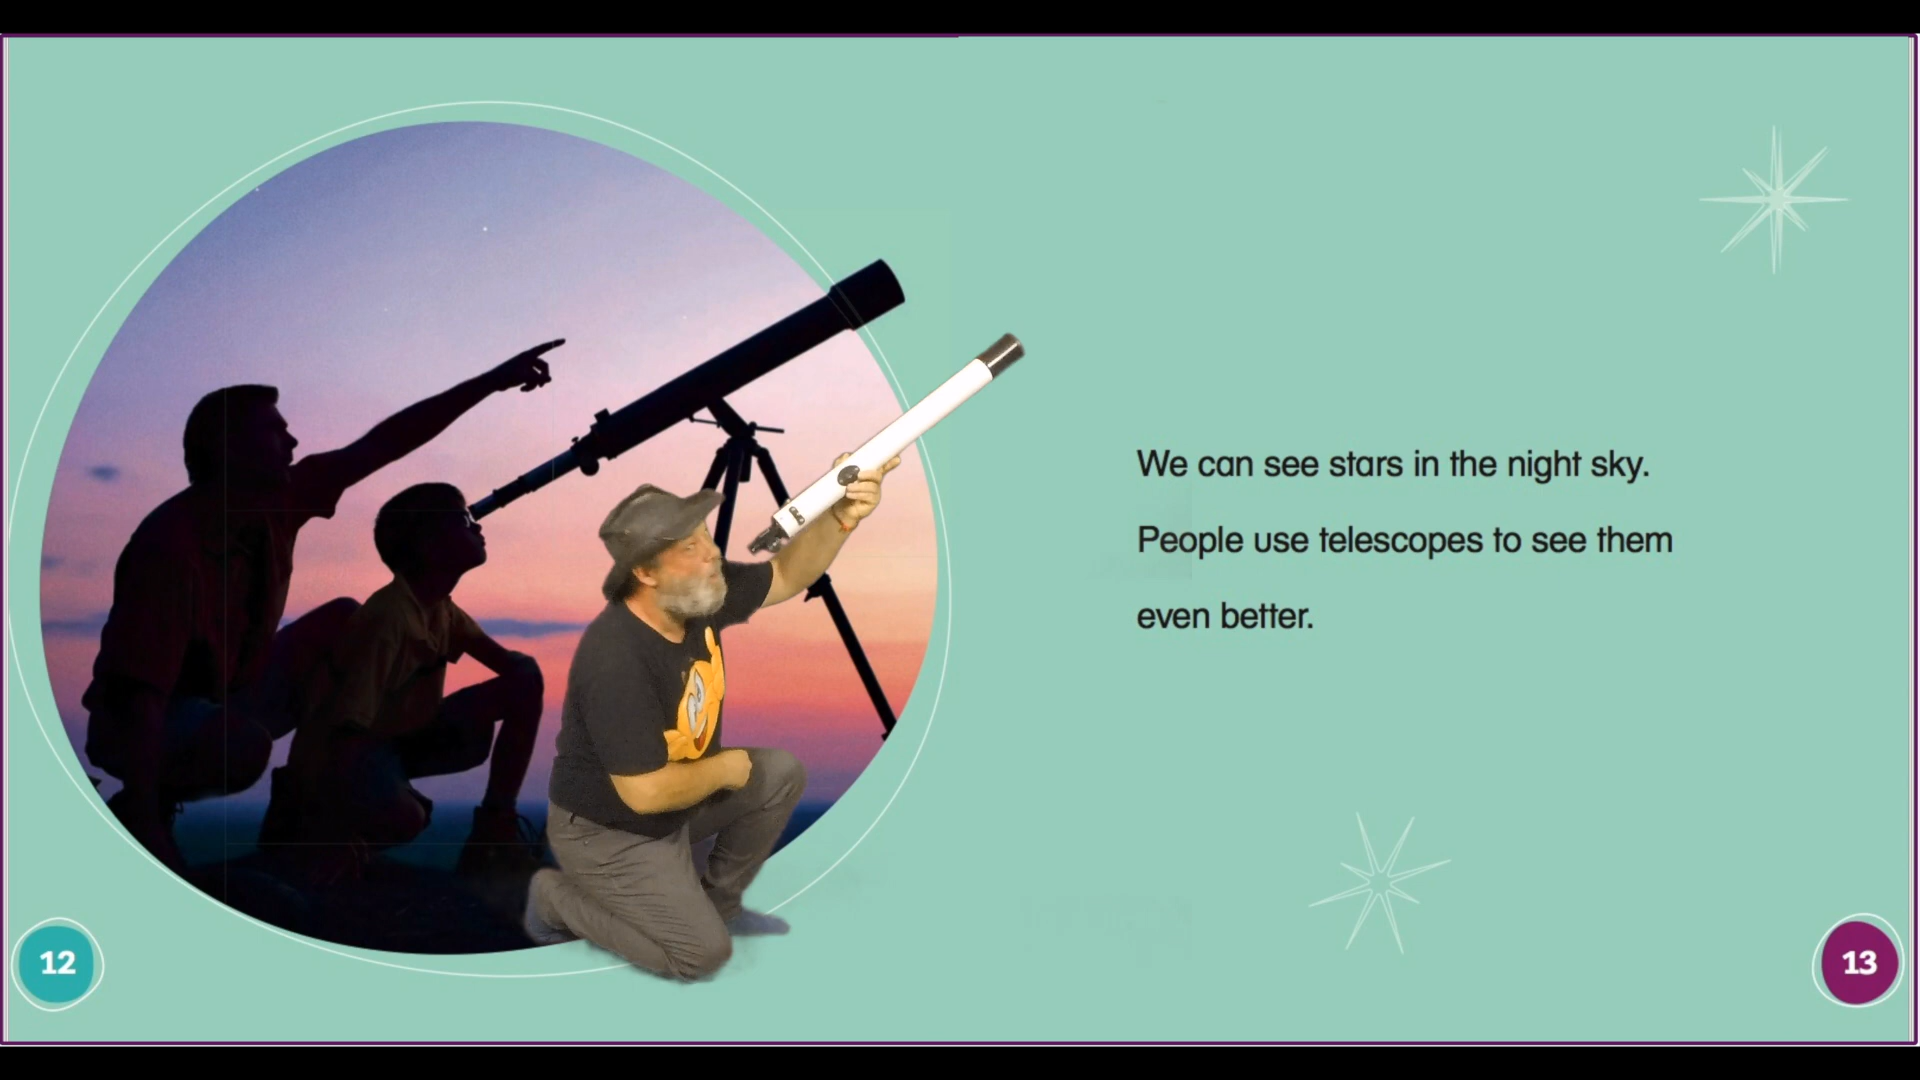 We can see stars in the night sky.
People use telescopes to see them
even better.
12
13